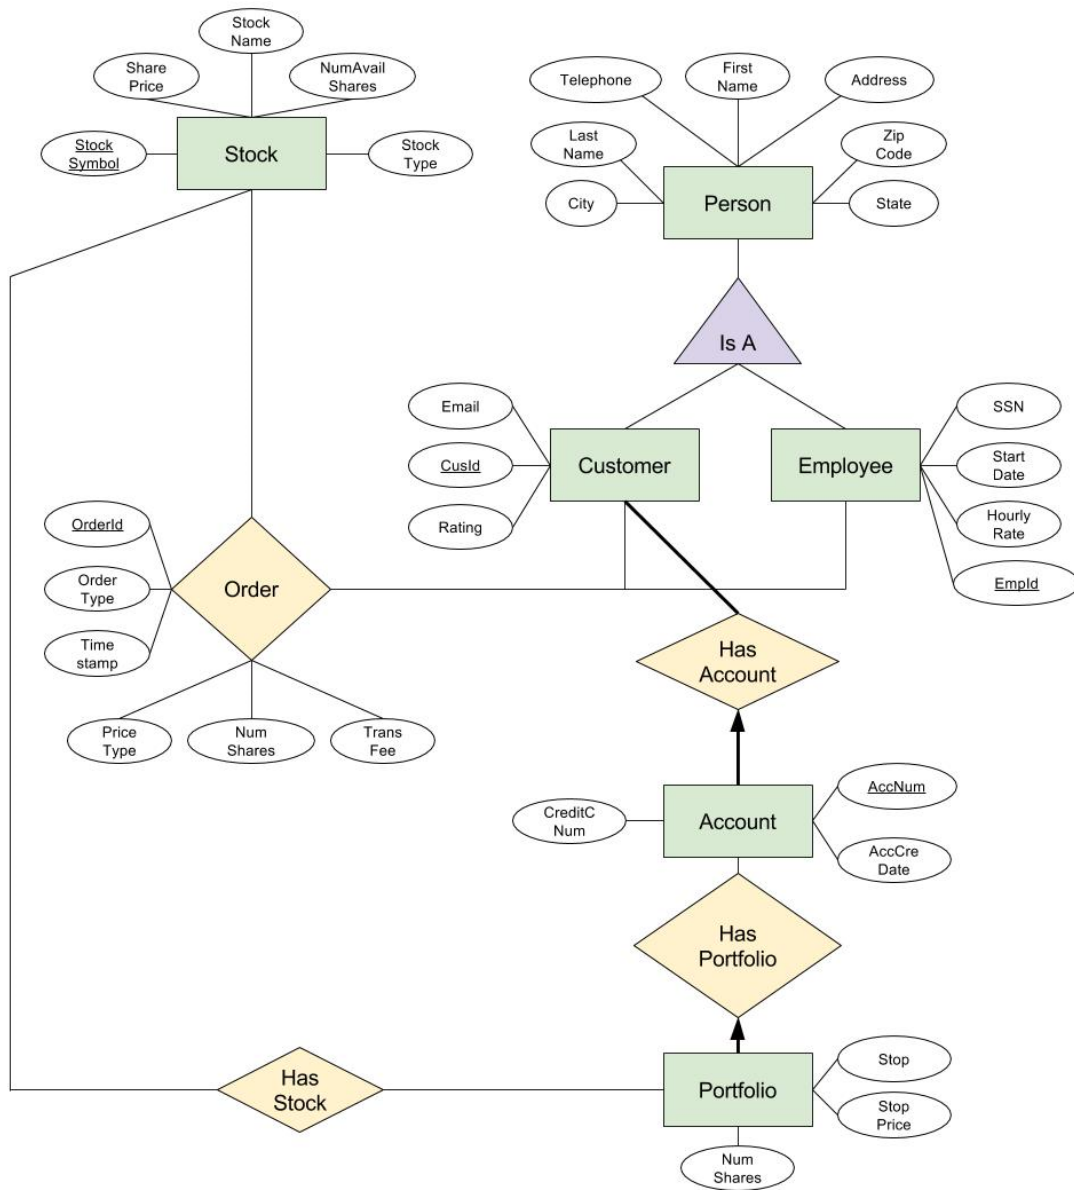 Stock
Name
Share
Price
NumAvail
Shares
Stock
Symbol
Stock
Stock
Type
First
Name
Telephone
Address
Last
Name
Zip
Code
City
Person
State
Is A
Email
CusId
Rating
Customer
Employee
SSN
Start
Date
Hourly
Rate
EmpId
OrderId
Order
Type
Time
stamp
Order
Price
Type
Num
Shares
Trans
Fee
Has
Account
CreditC
Num
Account
AccNum
AccCre
Date
Has
Portfolio
Has
Stock
Portfolio
Stop
Stop
Price
Num
Shares